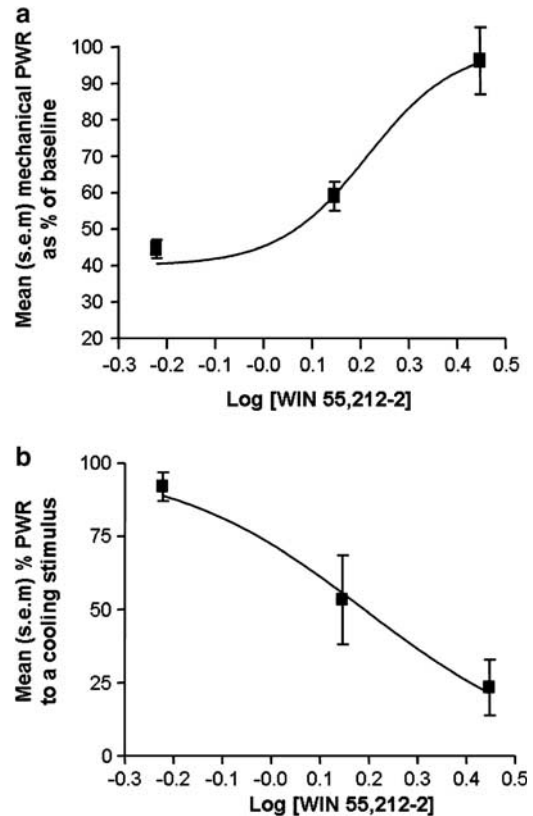 a
Mean (s.e.m) mechanical PWR
as % of baseline
100
90
80
70
60
50
40
30
20
-0.3 -0.2 -0.1 -0.0 0.1 0.2 0.3 0.4 0.5
Log [WIN 55,212-2]
b
Mean (s.e.m) % PWR
to a cooling stimulus
100
75
50
25
0
-0.3 -0.2 -0.1 -0.0 0.1 0.2 0.3 0.4 0.5
Log [WIN 55,212-2]